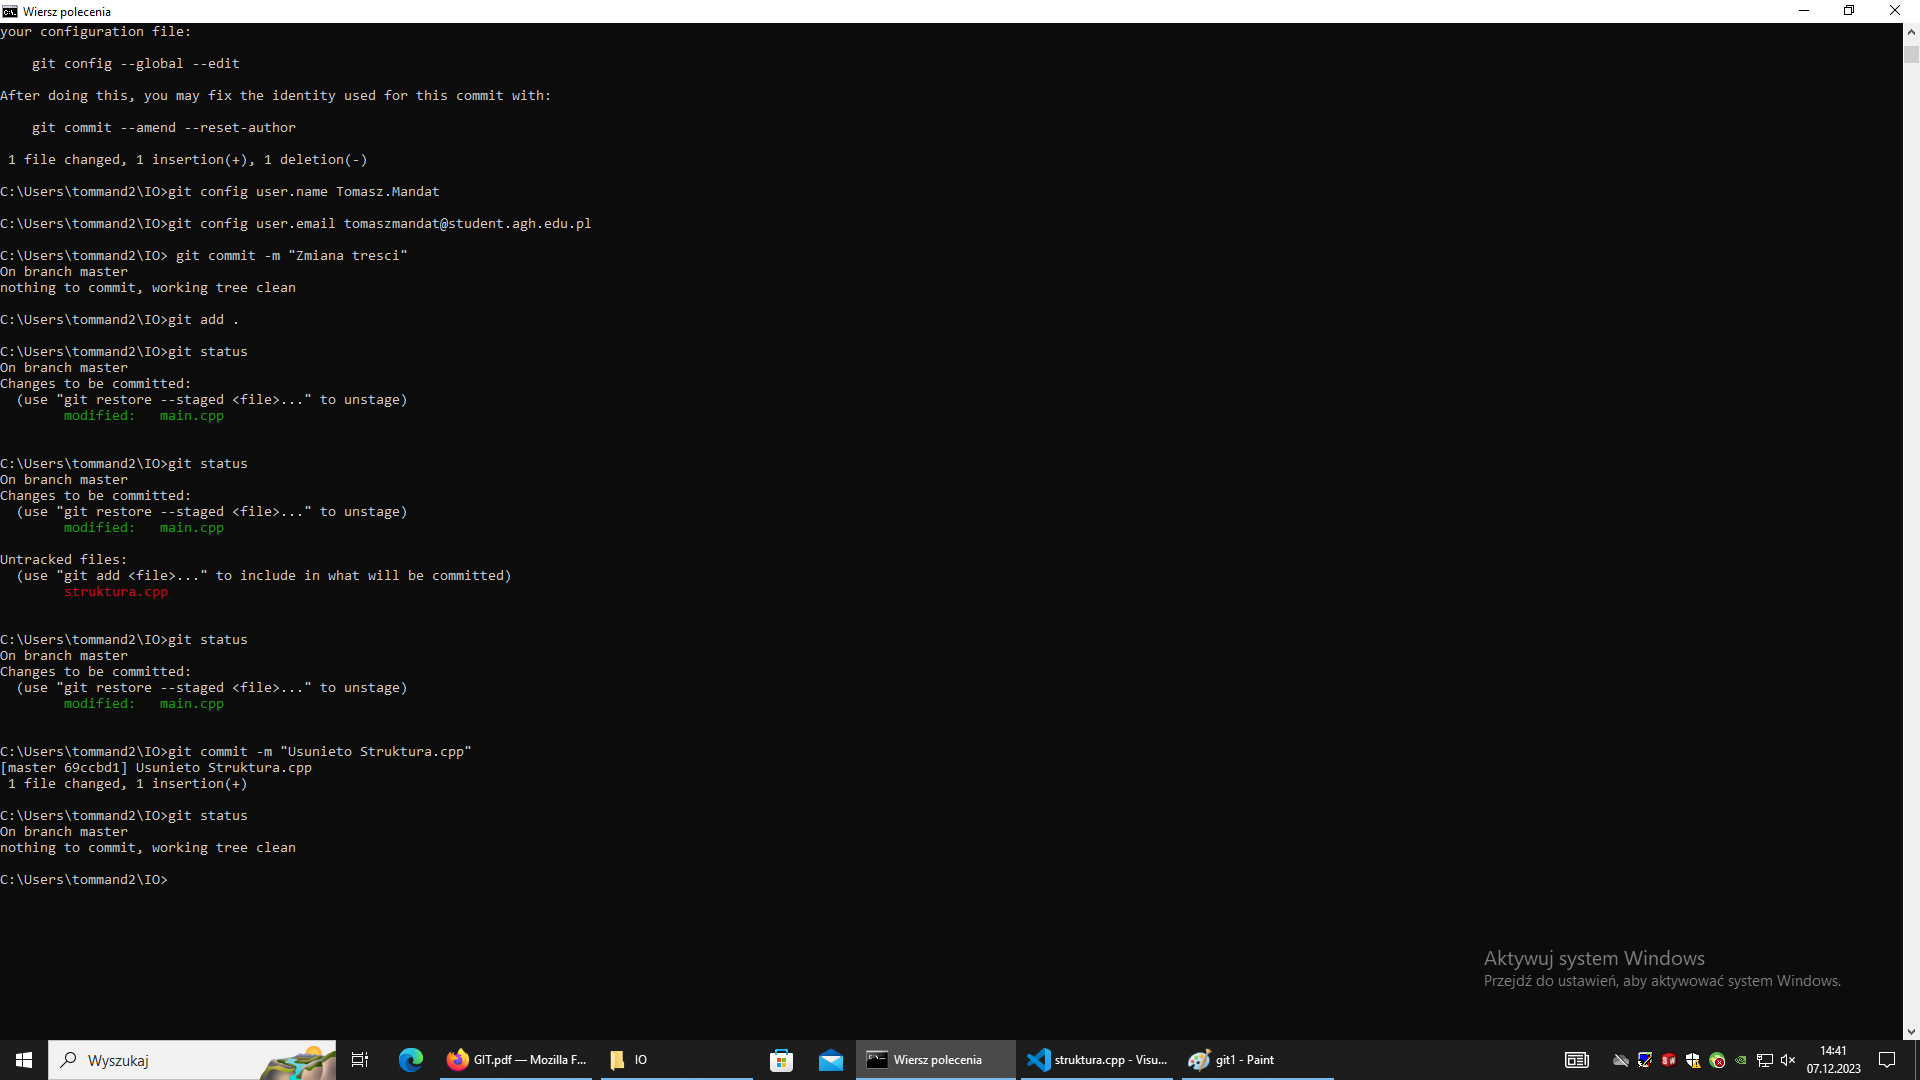 Wiersz polecenia
your configuration file:
git config --global --edit
After doing this, you may fix the identity used for this commit with:
git commit --amend --reset-author
1 file changed, 1 insertion(+), 1 deletion(-)
C:\Users\tommand2\IO>git config user.name Tomasz.Mandat
C:\Users\tommand2\IO>git config user.email tomaszmandat@student.agh.edu.pl
C:\Users\tommand2\IO> git commit -m "Zmiana tresci"
On branch master
nothing to commit, working tree clean
C:\Users\tommand2\IO>git add .
C:\Users\tommand2\IO>git status
On branch master
Changes to be committed:
(use "git restore --staged <file>..." to unstage)
modified:   main.cpp
C:\Users\tommand2\IO>git status
On branch master
Changes to be committed:
(use "git restore --staged <file>..." to unstage)
modified:   main.cpp
Untracked files:
(use "git add <file>..." to include in what will be committed)
struktura.cpp
C:\Users\tommand2\IO>git status
On branch master
Changes to be committed:
(use "git restore --staged <file>..." to unstage)
modified:   main.cpp
C:\Users\tommand2\IO>git commit -m "Usunieto Struktura.cpp"
[master 69ccbd1] Usunieto Struktura.cpp
1 file changed, 1 insertion(+)
C:\Users\tommand2\IO>git status
On branch master
nothing to commit, working tree clean
C:\Users\tommand2\IO>
Aktywuj system Windows
Przejdź do ustawień, aby aktywować system Windows.
Wyszukaj
GIT.pdf — Mozilla F...
IO
Wiersz polecenia
struktura.cpp - Visu...
git1 - Paint
14:41
07.12.2023